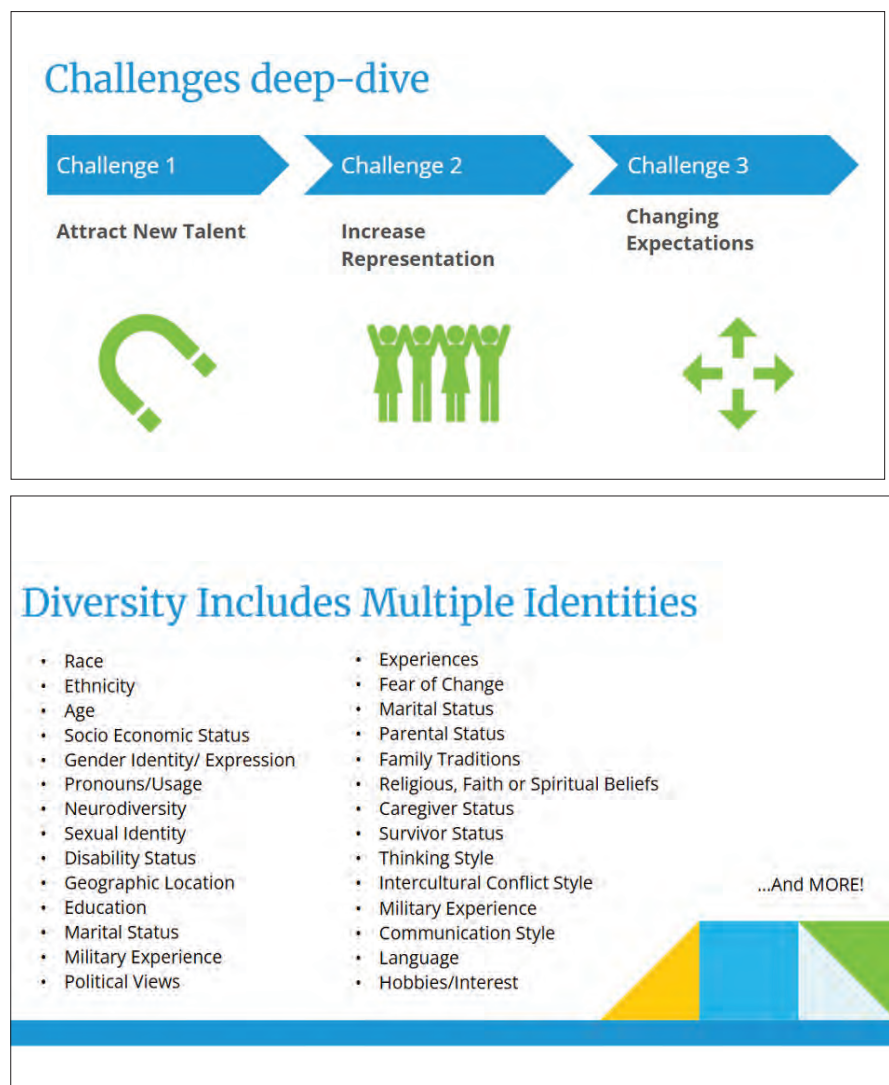 Challenges deep-dive
Challenge 1
Challenge 2
Challenge 3
Attract New Talent
Increase
Representation
Changing
Expectations
Diversity Includes Multiple Identities
• Race
• Ethnicity
• Age
• Socio Economic Status
• Gender Identity/ Expression
• Pronouns/Usage
• Neurodiversity
• Sexual Identity
• Disability Status
• Geographic Location
• Education
• Marital Status
• Military Experience
• Political Views
• Experiences
• Fear of Change
• Marital Status
• Parental Status
• Family Traditions
• Religious, Faith or Spiritual Beliefs
• Caregiver Status
• Survivor Status
• Thinking Style
• Intercultural Conflict Style
• Military Experience
• Communication Style
• Language
• Hobbies/Interest
...And MORE!